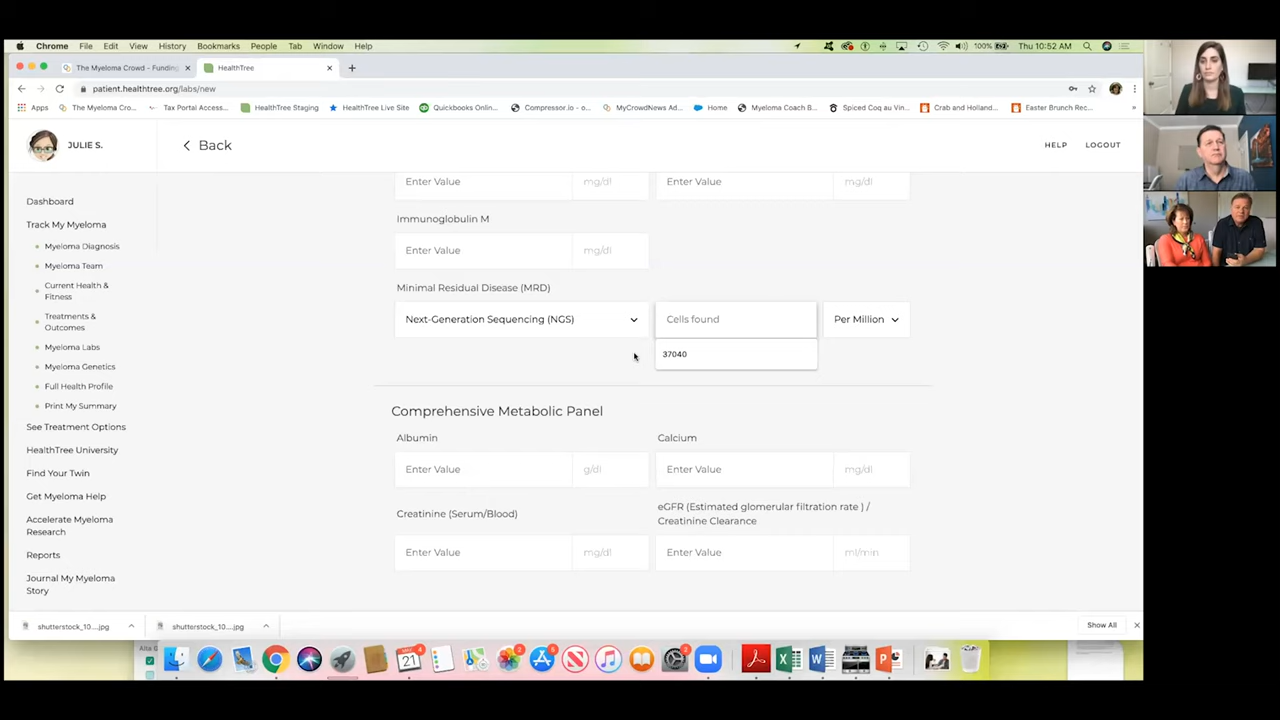 Chrome File Edit View History Bookmarks People Tab Window Help 100% Thu 10:52 AM
The Myeloma Crowd - Funding HealthTree
patient.healthtree.org/labs/new
Apps The Myeloma Cro... Tax Portal Access... HealthTree Staging HealthTree Live Site Quickbooks Onlin... Compressor.io - o... MyCrowdNews Ad... Home Myeloma Coach B... Spiced Coq au Vin... Crab and Holland... Easter Brunch Rec...
JULIE S. Back HELP LOGOUT
Dashboard
Track My Myeloma
Myeloma Diagnosis
Myeloma Team
Current Health &
Fitness
Treatments &
Outcomes
Myeloma Labs
Myeloma Genetics
Full Health Profile
Print My Summary
See Treatment Options
HealthTree University
Find Your Twin
Get Myeloma Help
Accelerate Myeloma
Research
Reports
Journal My Myeloma
Story
Enter Value mg/dl Enter Value mg/dl
Immunoglobulin M
Enter Value mg/dl
Minimal Residual Disease (MRD)
Next-Generation Sequencing (NGS) Cells found Per Million
37040
Comprehensive Metabolic Panel
Albumin Calcium
Enter Value g/dl Enter Value mg/dl
Creatinine (Serum/Blood) eGFR (Estimated glomerular filtration rate ) /
Creatinine Clearance
Enter Value mg/dl Enter Value ml/min
shutterstock_10....jpg shutterstock_10....jpg Show All